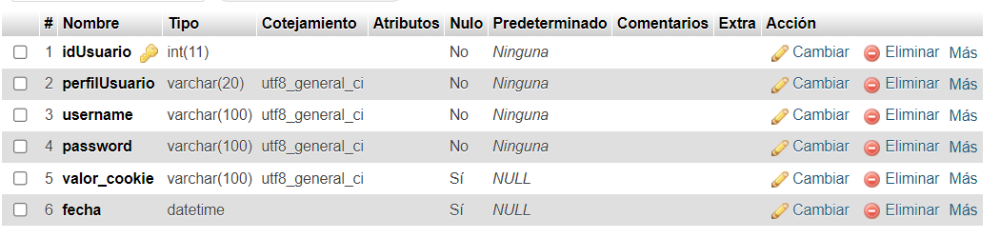 # Nombre Tipo Cotejamiento Atributos Nulo Predeterminado Comentarios Extra Acción
1 idUsuario int(11) No Ninguna Cambiar Eliminar Más
2 perfilUsuario varchar(20) utf8_general_ci No Ninguna Cambiar Eliminar Más
3 username varchar(100) utf8_general_ci No Ninguna Cambiar Eliminar Más
4 password varchar(100) utf8_general_ci No Ninguna Cambiar Eliminar Más
5 valor_cookie varchar(100) utf8_general_ci Sí NULL Cambiar Eliminar Más
6 fecha datetime Sí NULL Cambiar Eliminar Más